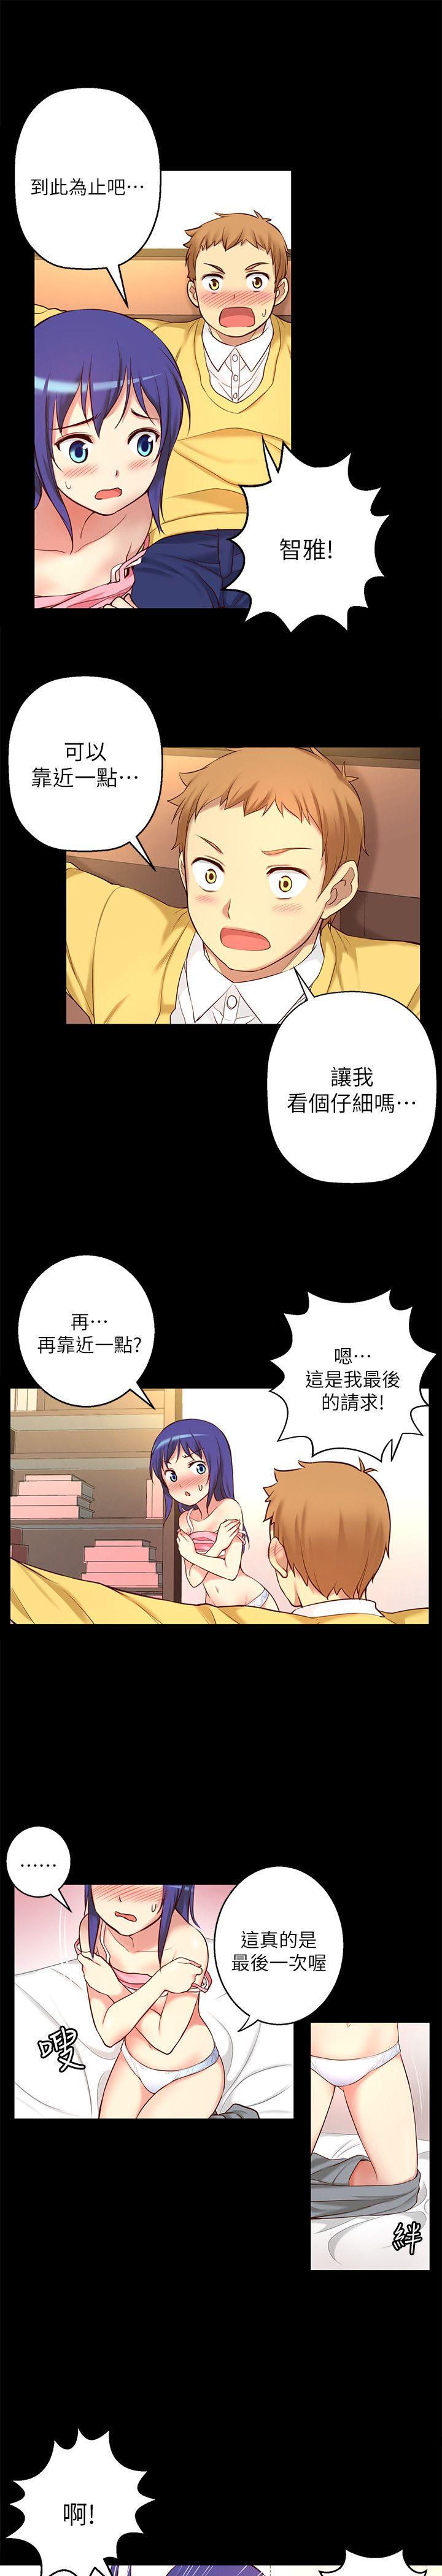 到此為止吧…
智雅!
可以
靠近一點…
讓我
看個仔細嗎…
再…
再靠近一點?
嗯…
這是我最後
的請求!
……
這真的是
最後一次喔
嗖
絆
啊!